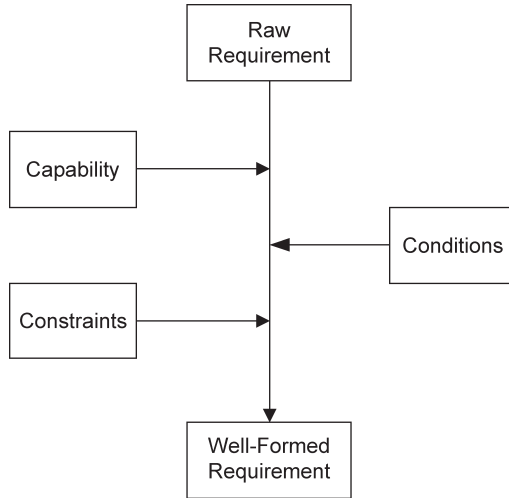 Raw
Requirement
Capability
Conditions
Constraints
Well-Formed
Requirement